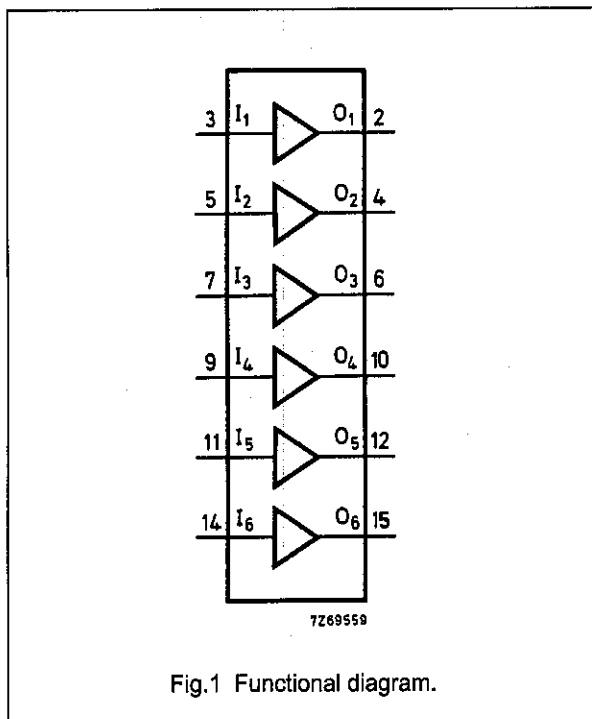 3 I₁ O₁ 2
5 I₂ O₂ 4
7 I₃ O₃ 6
9 I₄ O₄ 10
11 I₅ O₅ 12
14 I₆ O₆ 15
7Z69559
Fig.1 Functional diagram.